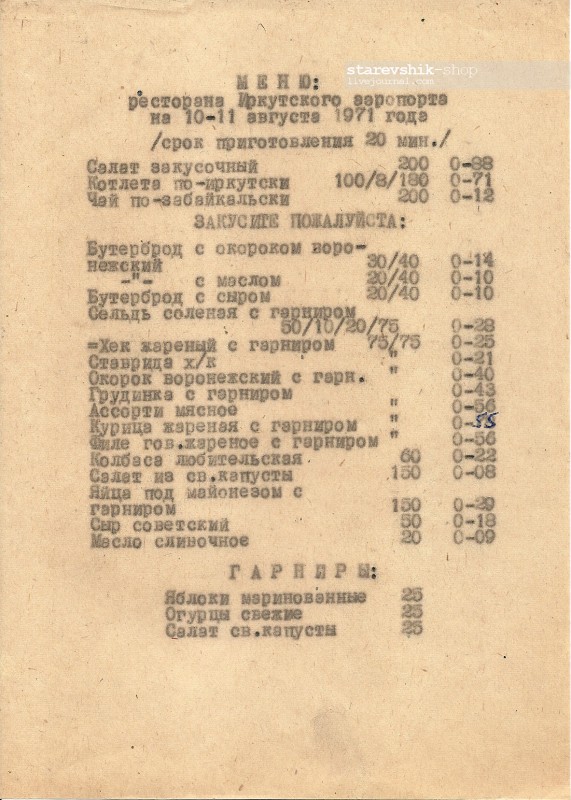 starevshik-shop
livejournal.com
МЕНЮ:
ресторана Иркутского аэропорта
на 10-11 августа 1971 года
/срок приготовления 20 мин./
Салат закусочный 200 0-88
Котлета по-иркутски 100/8/180 0-71
Чай по-забайкальски 200 0-12
ЗАКУСИТЕ ПОЖАЛУЙСТА:
Бутерброд с окороком воро-
нежский 30/40 0-14
-"- с маслом 20/40 0-10
Бутерброд с сыром 20/40 0-10
Сельдь соленая с гарниром
50/10/20/75 0-28
=Хек жареный с гарниром 75/75 0-25
Ставрида х/к " 0-21
Окорок воронежский с гарн. " 0-40
Грудинка с гарниром 0-43
Ассорти мясное " 0-56
Курица жареная с гарниром " 0-55
Филе гов.жареное с гарниром " 0-56
Колбаса любительская 60 0-22
Салат из св.капусты 150 0-08
Яйца под майонезом с
гарниром 150 0-29
Сыр советский 50 0-18
Масло сливочное 20 0-09
ГАРНИРЫ:
Яблоки маринованные 25
Огурцы свежие 25
Салат св.капусты 25